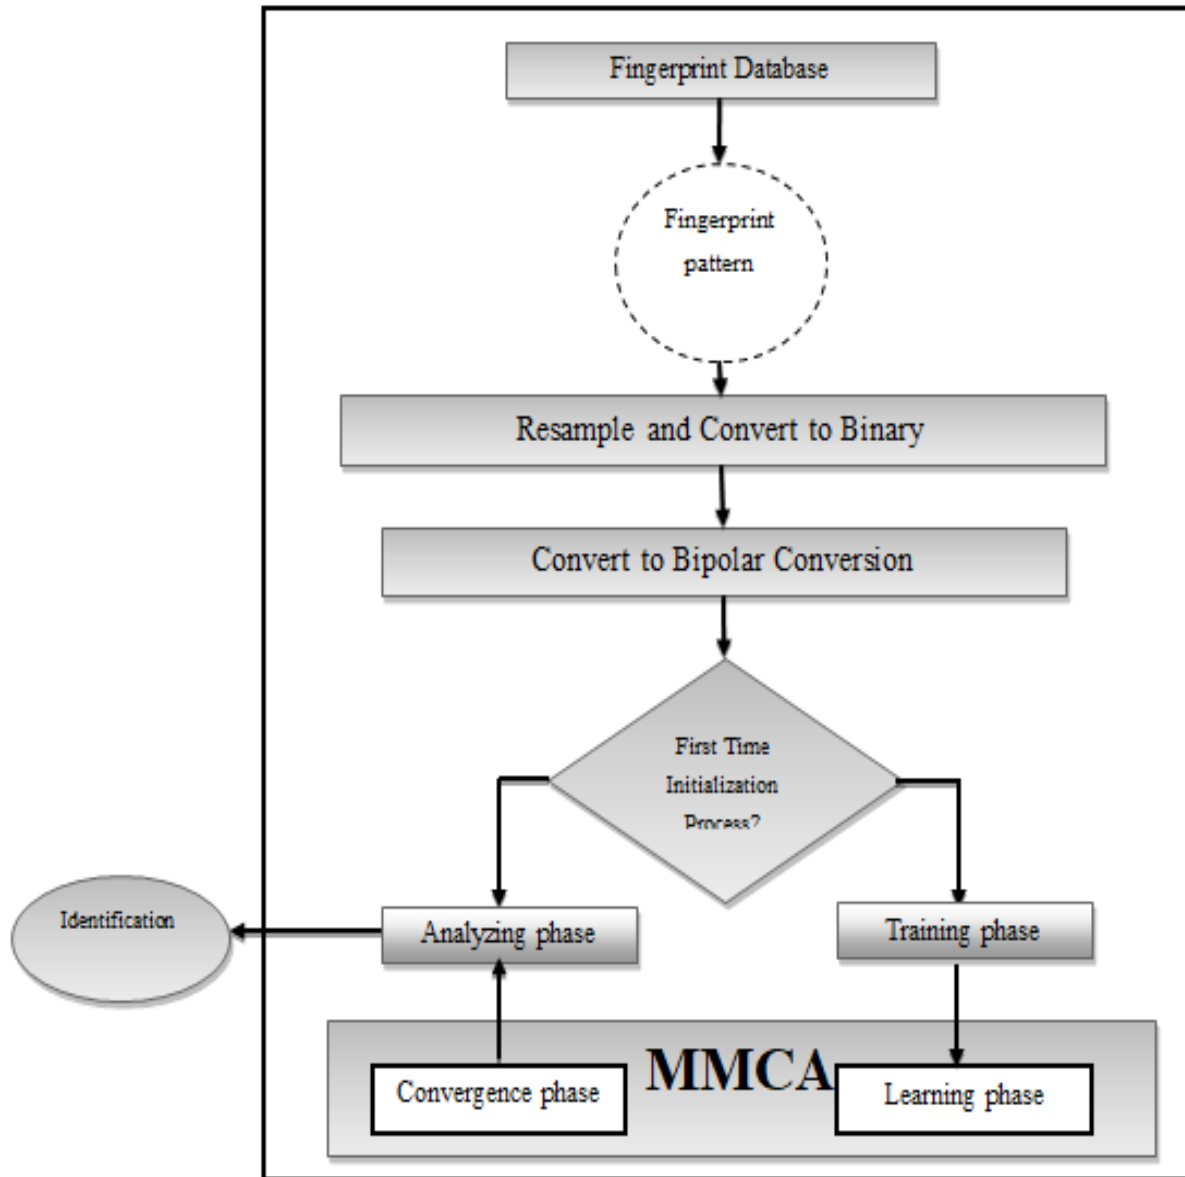 Fingerprint Database
Fingerprint
pattern
Resample and Convert to Binary
Convert to Bipolar Conversion
First Time
Initialization
Process?
Identification
Analyzing phase
Training phase
MMCA
Convergence phase
Learning phase